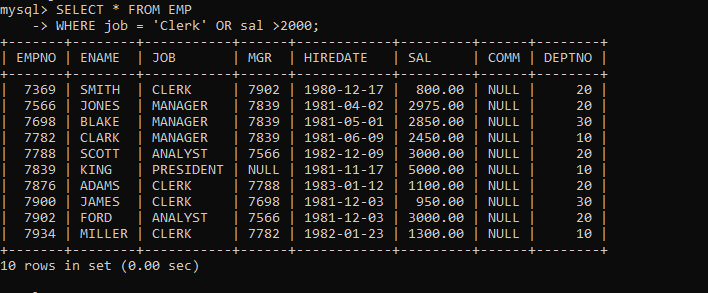 mysql> SELECT * FROM EMP
    -> WHERE job = 'Clerk' OR sal >2000;
+-------+--------+-----------+------+------------+---------+------+--------+
| EMPNO | ENAME  | JOB       | MGR  | HIREDATE   | SAL     | COMM | DEPTNO |
+-------+--------+-----------+------+------------+---------+------+--------+
|  7369 | SMITH  | CLERK     | 7902 | 1980-12-17 |  800.00 | NULL |     20 |
|  7566 | JONES  | MANAGER   | 7839 | 1981-04-02 | 2975.00 | NULL |     20 |
|  7698 | BLAKE  | MANAGER   | 7839 | 1981-05-01 | 2850.00 | NULL |     30 |
|  7782 | CLARK  | MANAGER   | 7839 | 1981-06-09 | 2450.00 | NULL |     10 |
|  7788 | SCOTT  | ANALYST   | 7566 | 1982-12-09 | 3000.00 | NULL |     20 |
|  7839 | KING   | PRESIDENT | NULL | 1981-11-17 | 5000.00 | NULL |     10 |
|  7876 | ADAMS  | CLERK     | 7788 | 1983-01-12 | 1100.00 | NULL |     20 |
|  7900 | JAMES  | CLERK     | 7698 | 1981-12-03 |  950.00 | NULL |     30 |
|  7902 | FORD   | ANALYST   | 7566 | 1981-12-03 | 3000.00 | NULL |     20 |
|  7934 | MILLER | CLERK     | 7782 | 1982-01-23 | 1300.00 | NULL |     10 |
+-------+--------+-----------+------+------------+---------+------+--------+
10 rows in set (0.00 sec)